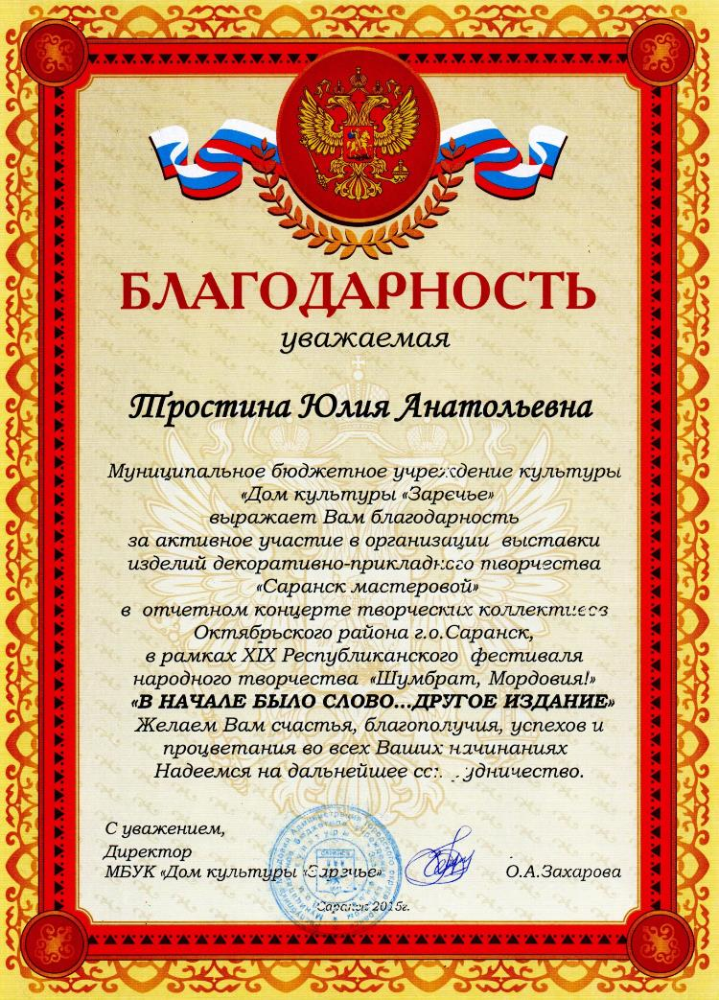 БЛАГОДАРНОСТЬ
уважаемая
Тростина Юлия Анатольевна
Муниципальное бюджетное учреждение культуры
«Дом культуры «Заречье»
выражает Вам благодарность
за активное участие в организации выставки
изделий декоративно-прикладного творчества
«Саранск мастеровой»
в отчетном концерте творческих коллективов
Октябрьского района г.о.Саранск,
в рамках XIX Республиканского фестиваля
народного творчества «Шумбрат, Мордовия!»
«В НАЧАЛЕ БЫЛО СЛОВО...ДРУГОЕ ИЗДАНИЕ»
Желаем Вам счастья, благополучия, успехов и
процветания во всех Ваших начинаниях
Надеемся на дальнейшее сотрудничество.
С уважением,
Директор
МБУК «Дом культуры «Заречье» О.А.Захарова
Саранск 2015г.